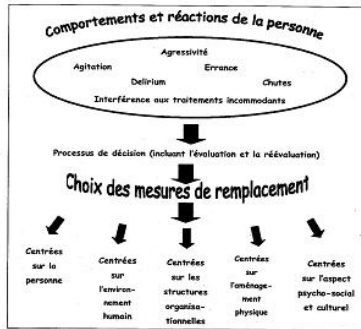 Comportements et réactions de la personne
Agressivité
Agitation Errance
Delirium Chutes
Interférence aux traitements incommodants
Processus de décision (incluant l'évaluation et la réévaluation)
Choix des mesures de remplacement
Centrées
sur la
personne
Centrées
sur
l'environ-
nement
humain
Centrées
sur les
structures
organisa-
tionnelles
Centrées
sur
l'aménage-
ment
physique
Centrées
sur l'aspect
psycho-social
et culturel